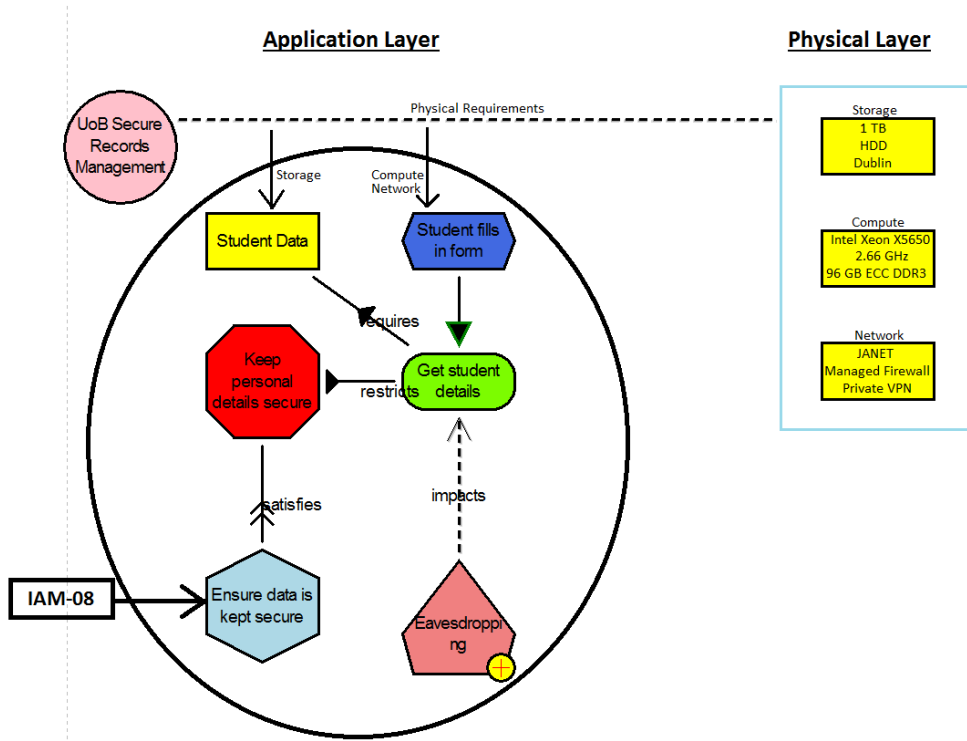 Application Layer
Physical Layer
UoB Secure
Records
Management
Physical Requirements
Storage
Compute
Network
Student Data
Student fills
in form
requires
Keep
personal
details secure
restricts
Get student
details
satisfies
impacts
IAM-08
Ensure data is
kept secure
Eavesdroppi
ng
Storage
1 TB
HDD
Dublin
Compute
Intel Xeon X5650
2.66 GHz
96 GB ECC DDR3
Network
JANET
Managed Firewall
Private VPN